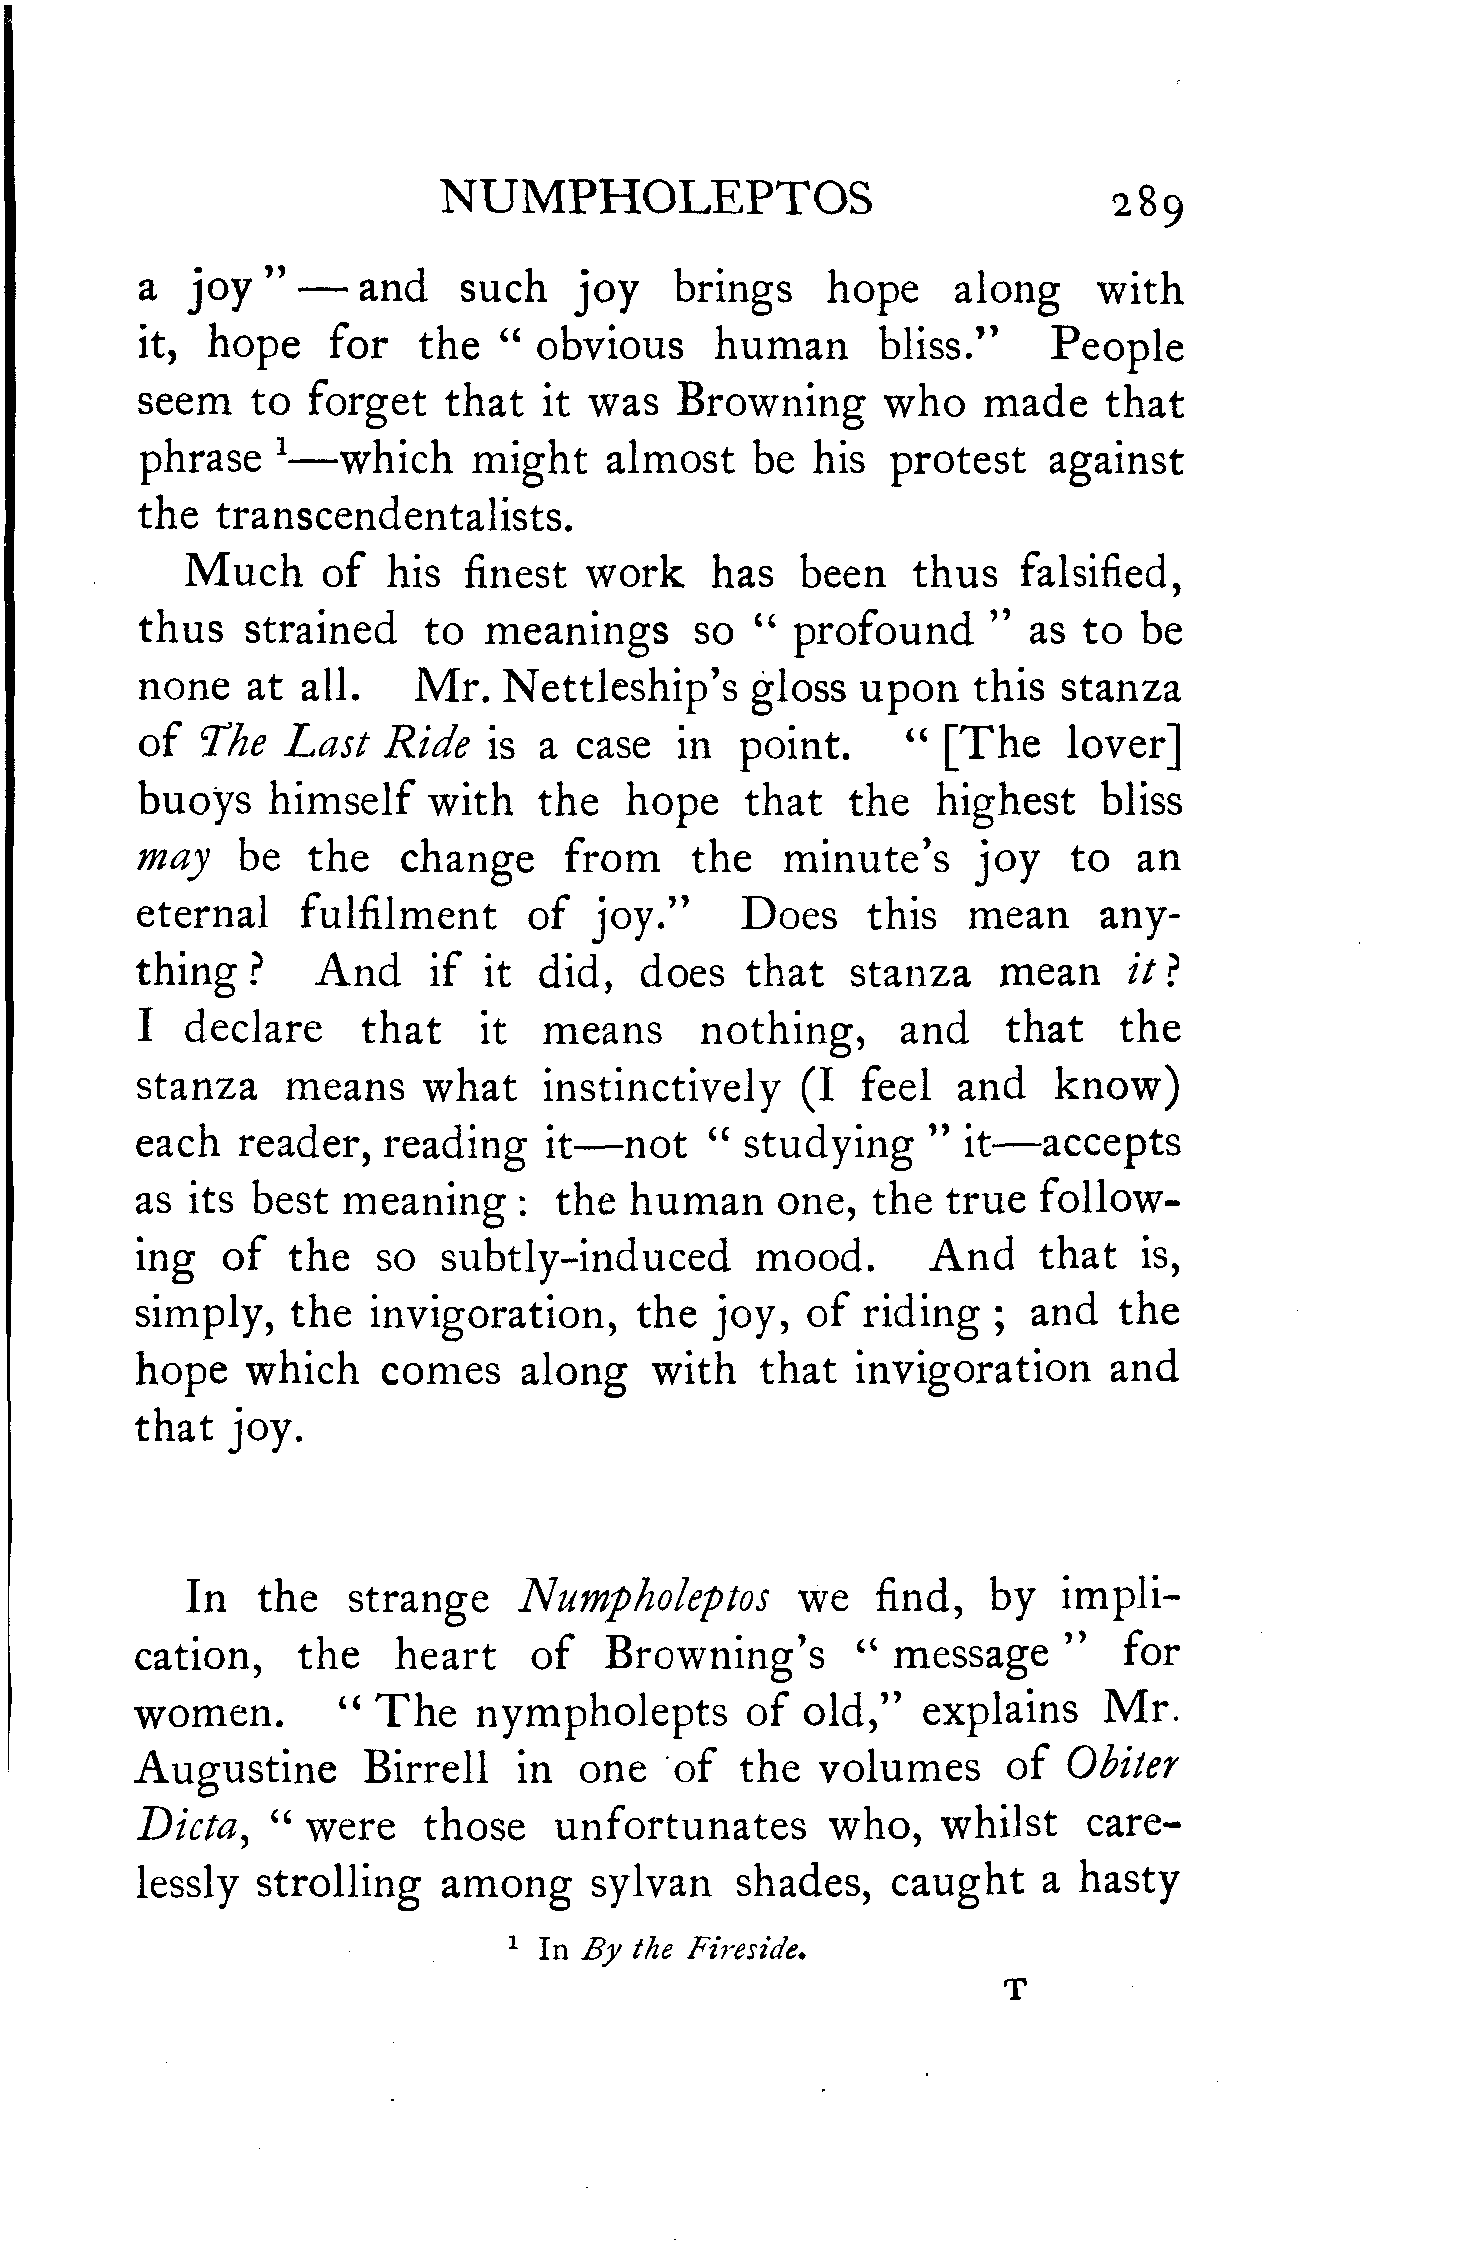 NUMPHOLEPTOS 289
a joy"—and such joy brings hope along with
it, hope for the "obvious human bliss." People
seem to forget that it was Browning who made that
phrase ¹—which might almost be his protest against
the transcendentalists.
Much of his finest work has been thus falsified,
thus strained to meanings so "profound" as to be
none at all. Mr. Nettleship's gloss upon this stanza
of The Last Ride is a case in point. "[The lover]
buoys himself with the hope that the highest bliss
may be the change from the minute's joy to an
eternal fulfilment of joy." Does this mean any-
thing? And if it did, does that stanza mean it?
I declare that it means nothing, and that the
stanza means what instinctively (I feel and know)
each reader, reading it—not "studying" it—accepts
as its best meaning: the human one, the true follow-
ing of the so subtly-induced mood. And that is,
simply, the invigoration, the joy, of riding; and the
hope which comes along with that invigoration and
that joy.
In the strange Numpholeptos we find, by impli-
cation, the heart of Browning's "message" for
women. "The nympholepts of old," explains Mr.
Augustine Birrell in one of the volumes of Obiter
Dicta, "were those unfortunates who, whilst care-
lessly strolling among sylvan shades, caught a hasty
¹ In By the Fireside.
T